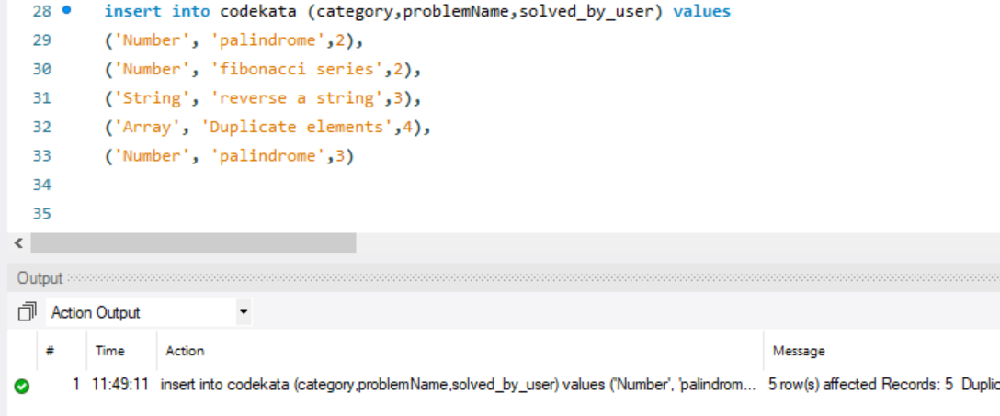 28 insert into codekata (category,problemName,solved_by_user) values
29 ('Number', 'palindrome',2),
30 ('Number', 'fibonacci series',2),
31 ('String', 'reverse a string',3),
32 ('Array', 'Duplicate elements',4),
33 ('Number', 'palindrome',3)
34
35
Output
Action Output
# Time Action Message
1 11:49:11 insert into codekata (category,problemName,solved_by_user) values ('Number', 'palindrom... 5 row(s) affected Records: 5 Duplic